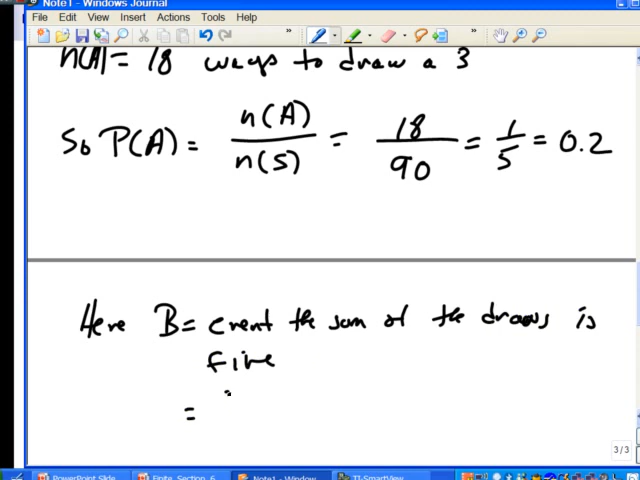 Note1 - Windows Journal
File Edit View Insert Actions Tools Help
n(A) = 18 ways to draw a 3
So P(A) = n(A) / n(S) = 18 / 90 = 1 / 5 = 0.2
Here B = event the sum of the draws is
five
=
3/3
PowerPoint Slide Finite_Section_6 Note1 - Window TI-SmartView